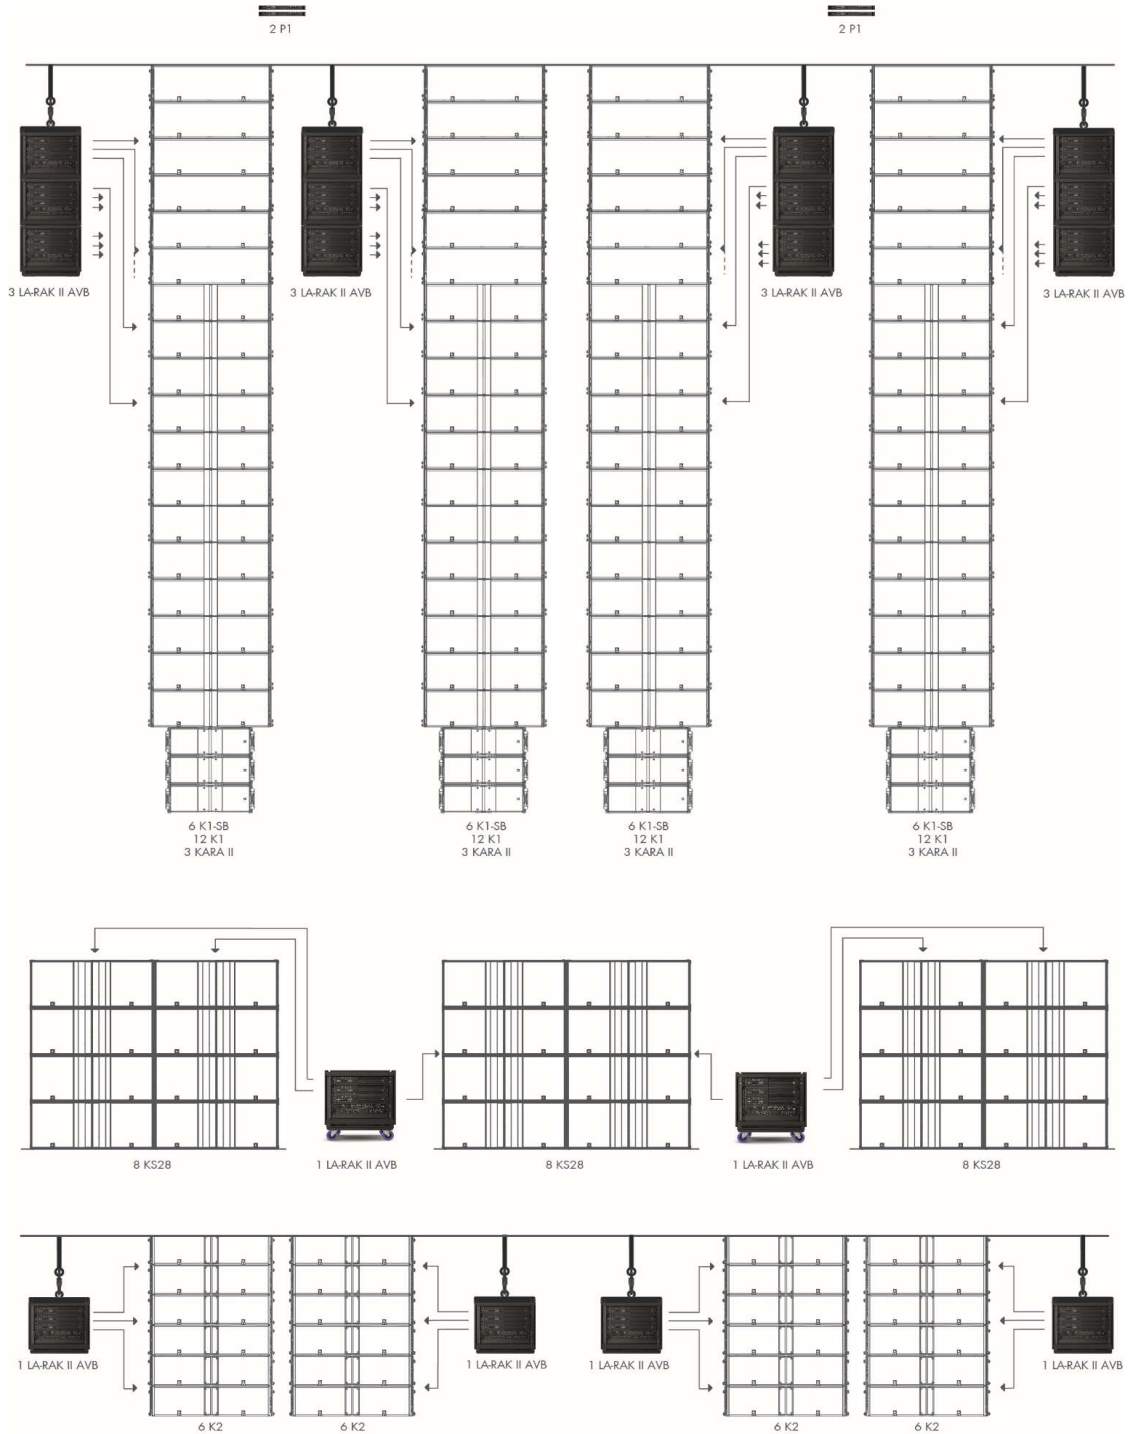 2 P1
2 P1
3 LA-RAK II AVB
3 LA-RAK II AVB
3 LA-RAK II AVB
3 LA-RAK II AVB
6 K1-SB
12 K1
3 KARA II
6 K1-SB
12 K1
3 KARA II
6 K1-SB
12 K1
3 KARA II
6 K1-SB
12 K1
3 KARA II
8 KS28
1 LA-RAK II AVB
8 KS28
1 LA-RAK II AVB
8 KS28
1 LA-RAK II AVB
1 LA-RAK II AVB
1 LA-RAK II AVB
1 LA-RAK II AVB
6 K2
6 K2
6 K2
6 K2